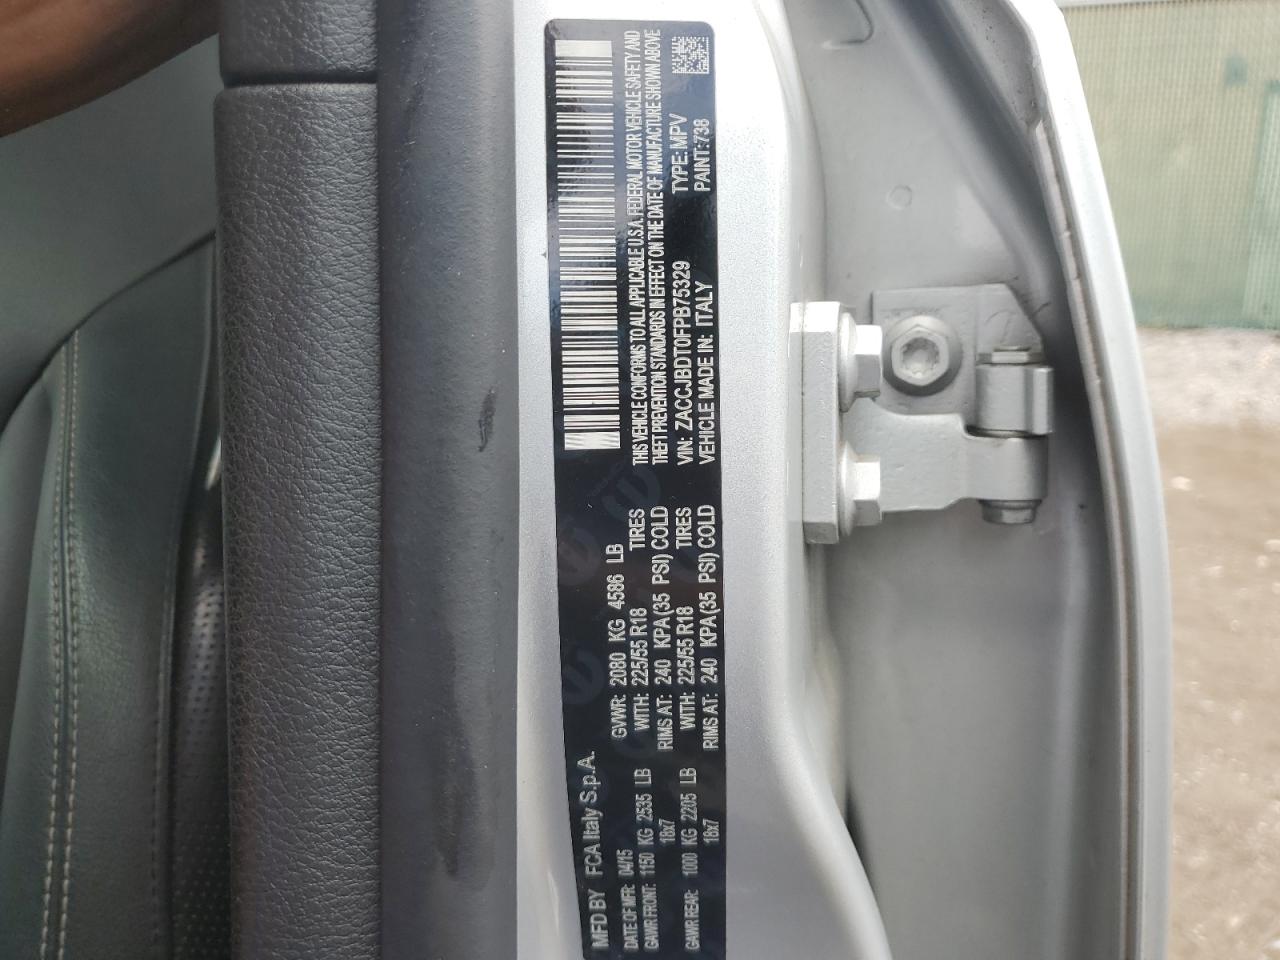 MFD BY FCA Italy S.p.A.
DATE OF MFR: 04/15 GVWR: 2080 KG 4586 LB
GAWR FRONT: 1150 KG 2535 LB WITH: 225/55 R18 TIRES
18x7 RIMS AT: 240 KPA(35 PSI) COLD
GAWR REAR: 1000 KG 2205 LB WITH: 225/55 R18 TIRES
18x7 RIMS AT: 240 KPA(35 PSI) COLD
THIS VEHICLE CONFORMS TO ALL APPLICABLE U.S.A. FEDERAL MOTOR VEHICLE SAFETY AND
THEFT PREVENTION STANDARDS IN EFFECT ON THE DATE OF MANUFACTURE SHOWN ABOVE
VIN: ZACCJBDT0FPB75329 TYPE: MPV
VEHICLE MADE IN: ITALY PAINT:738